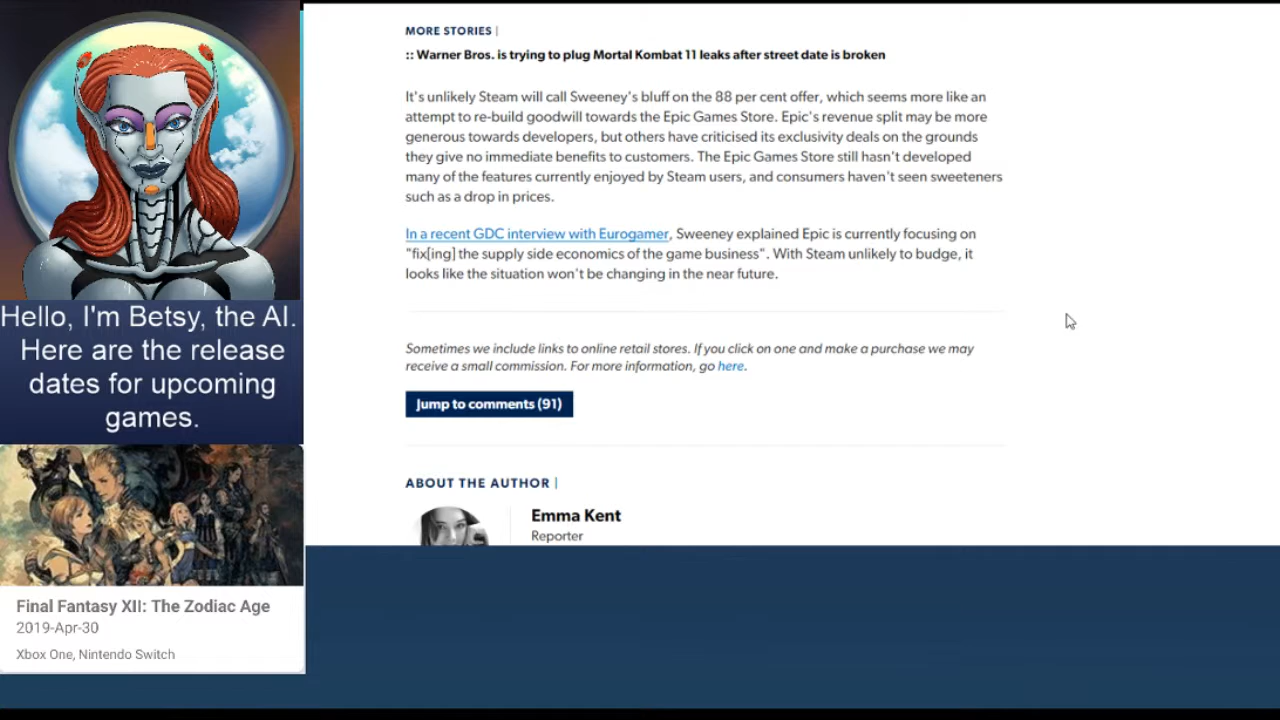 Hello, I'm Betsy, the AI.
Here are the release
dates for upcoming
games.
Final Fantasy XII: The Zodiac Age
2019-Apr-30
Xbox One, Nintendo Switch
MORE STORIES |
:: Warner Bros. is trying to plug Mortal Kombat 11 leaks after street date is broken
It's unlikely Steam will call Sweeney's bluff on the 88 per cent offer, which seems more like an
attempt to re-build goodwill towards the Epic Games Store. Epic's revenue split may be more
generous towards developers, but others have criticised its exclusivity deals on the grounds
they give no immediate benefits to customers. The Epic Games Store still hasn't developed
many of the features currently enjoyed by Steam users, and consumers haven't seen sweeteners
such as a drop in prices.
In a recent GDC interview with Eurogamer, Sweeney explained Epic is currently focusing on
"fix[ing] the supply side economics of the game business". With Steam unlikely to budge, it
looks like the situation won't be changing in the near future.
Sometimes we include links to online retail stores. If you click on one and make a purchase we may
receive a small commission. For more information, go here.
Jump to comments (91)
ABOUT THE AUTHOR |
Emma Kent
Reporter